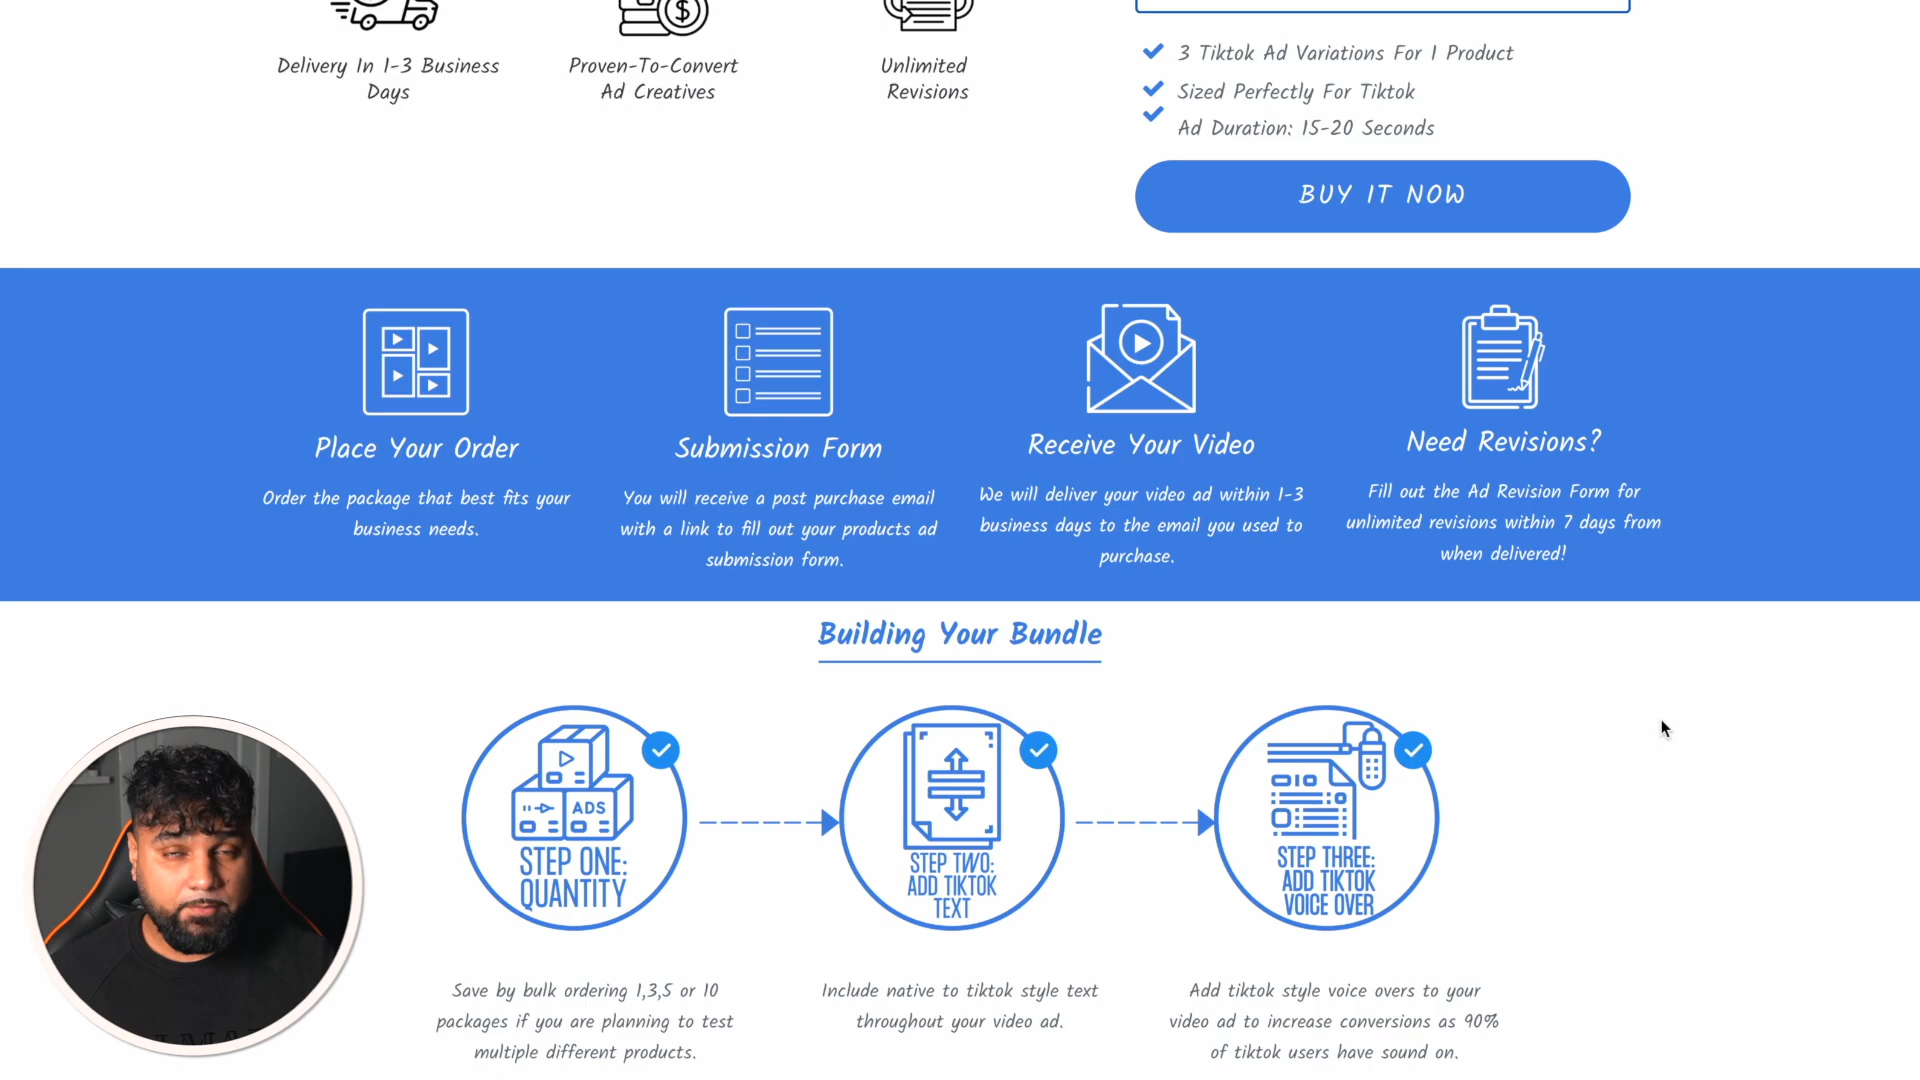 Delivery In 1-3 Business
Days
Proven-To-Convert
Ad Creatives
Unlimited
Revisions
3 Tiktok Ad Variations For 1 Product
Sized Perfectly For Tiktok
Ad Duration: 15-20 Seconds
BUY IT NOW
Place Your Order
Order the package that best fits your
business needs.
Submission Form
You will receive a post purchase email
with a link to fill out your products ad
submission form.
Receive Your Video
We will deliver your video ad within 1-3
business days to the email you used to
purchase.
Need Revisions?
Fill out the Ad Revision Form for
unlimited revisions within 7 days from
when delivered!
Building Your Bundle
ADS
STEP ONE:
QUANTITY
STEP TWO:
ADD TIKTOK
TEXT
STEP THREE:
ADD TIKTOK
VOICE OVER
Save by bulk ordering 1,3,5 or 10
packages if you are planning to test
multiple different products.
Include native to tiktok style text
throughout your video ad.
Add tiktok style voice overs to your
video ad to increase conversions as 90%
of tiktok users have sound on.